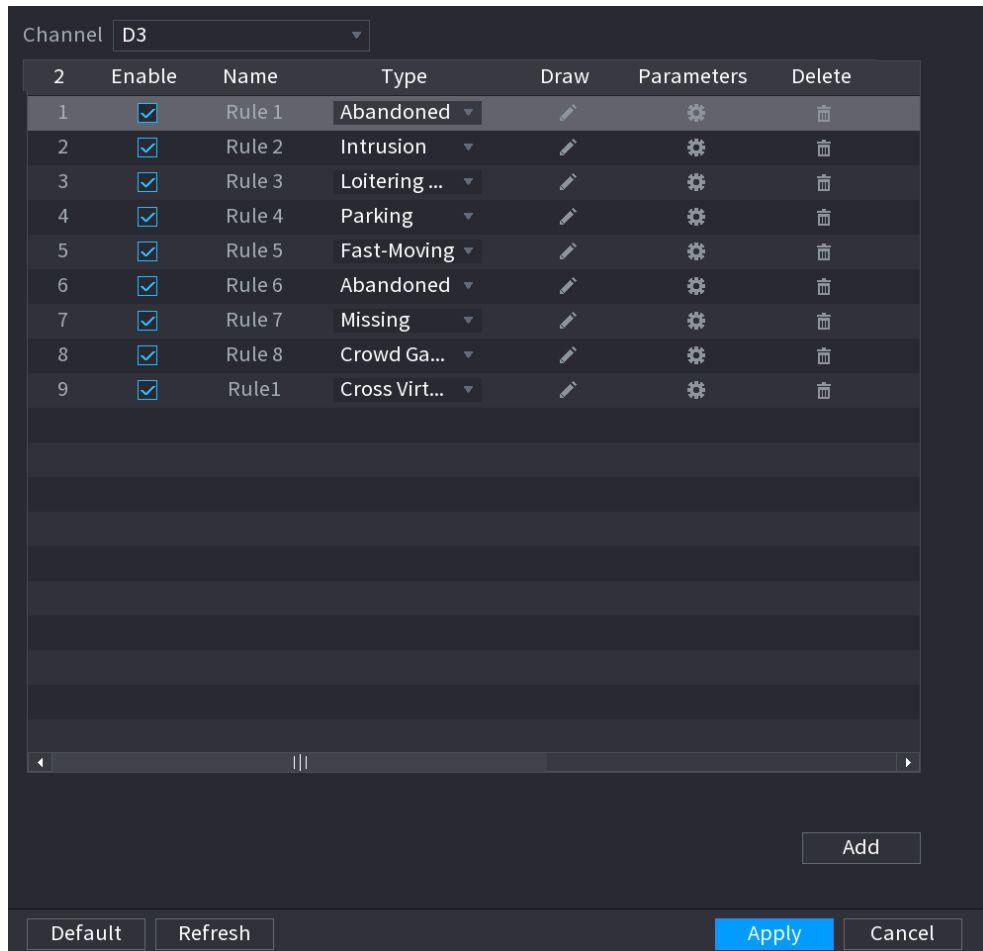 Channel D3
2 Enable Name Type Draw Parameters Delete
1 Rule 1 Abandoned
2 Rule 2 Intrusion
3 Rule 3 Loitering ...
4 Rule 4 Parking
5 Rule 5 Fast-Moving
6 Rule 6 Abandoned
7 Rule 7 Missing
8 Rule 8 Crowd Ga...
9 Rule1 Cross Virt...
Add
Default Refresh Apply Cancel